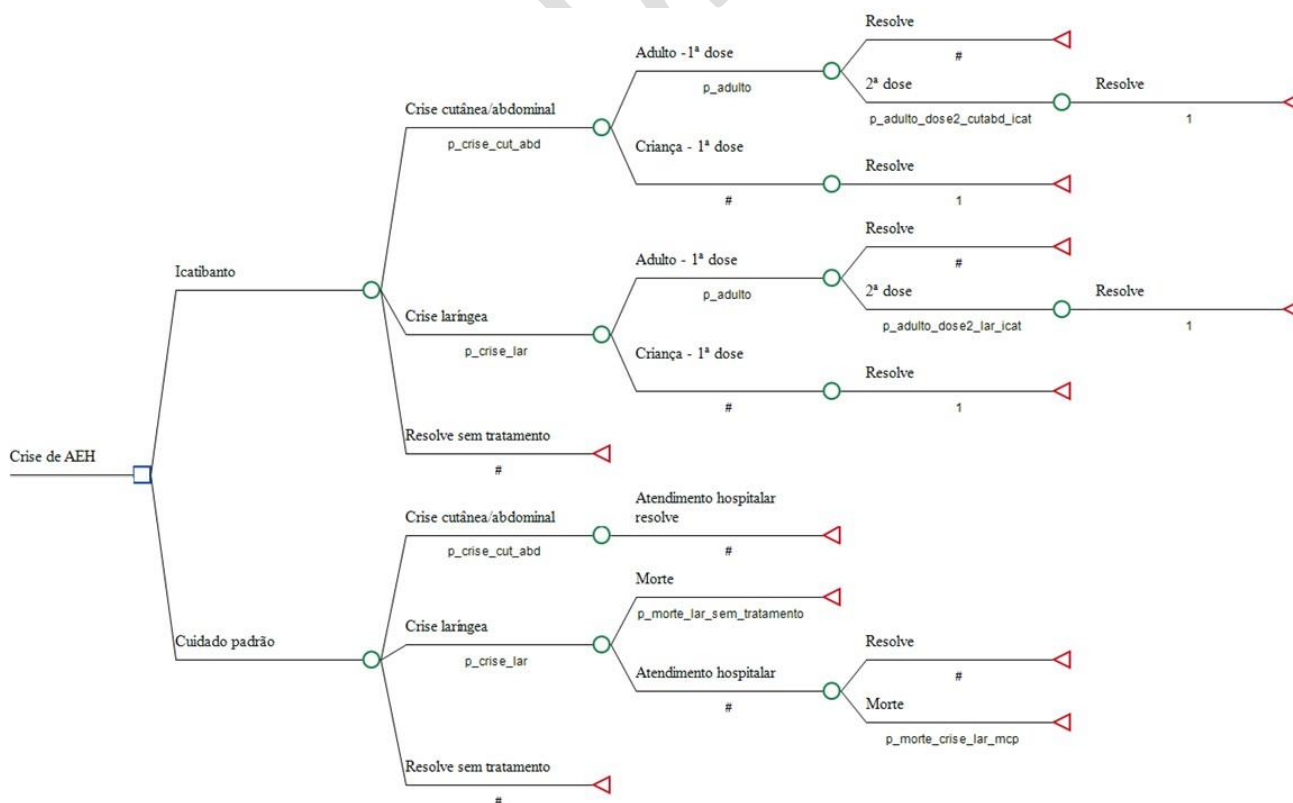 Resolve
#
Adulto -1ª dose
p_adulto
2ª dose
p_adulto_dose2_cutabd_icat
Resolve
1
Crise cutânea/abdominal
p_crise_cut_abd
Criança - 1ª dose
#
Resolve
1
Icatibanto
Resolve
#
Adulto - 1ª dose
p_adulto
2ª dose
p_adulto_dose2_lar_icat
Resolve
1
Crise laríngea
p_crise_lar
Criança - 1ª dose
#
Resolve
1
Resolve sem tratamento
#
Crise de AEH
Crise cutânea/abdominal
p_crise_cut_abd
Atendimento hospitalar
resolve
#
Morte
p_morte_lar_sem_tratamento
Cuidado padrão
Crise laríngea
p_crise_lar
Atendimento hospitalar
#
Resolve
#
Morte
p_morte_crise_lar_mcp
Resolve sem tratamento
#